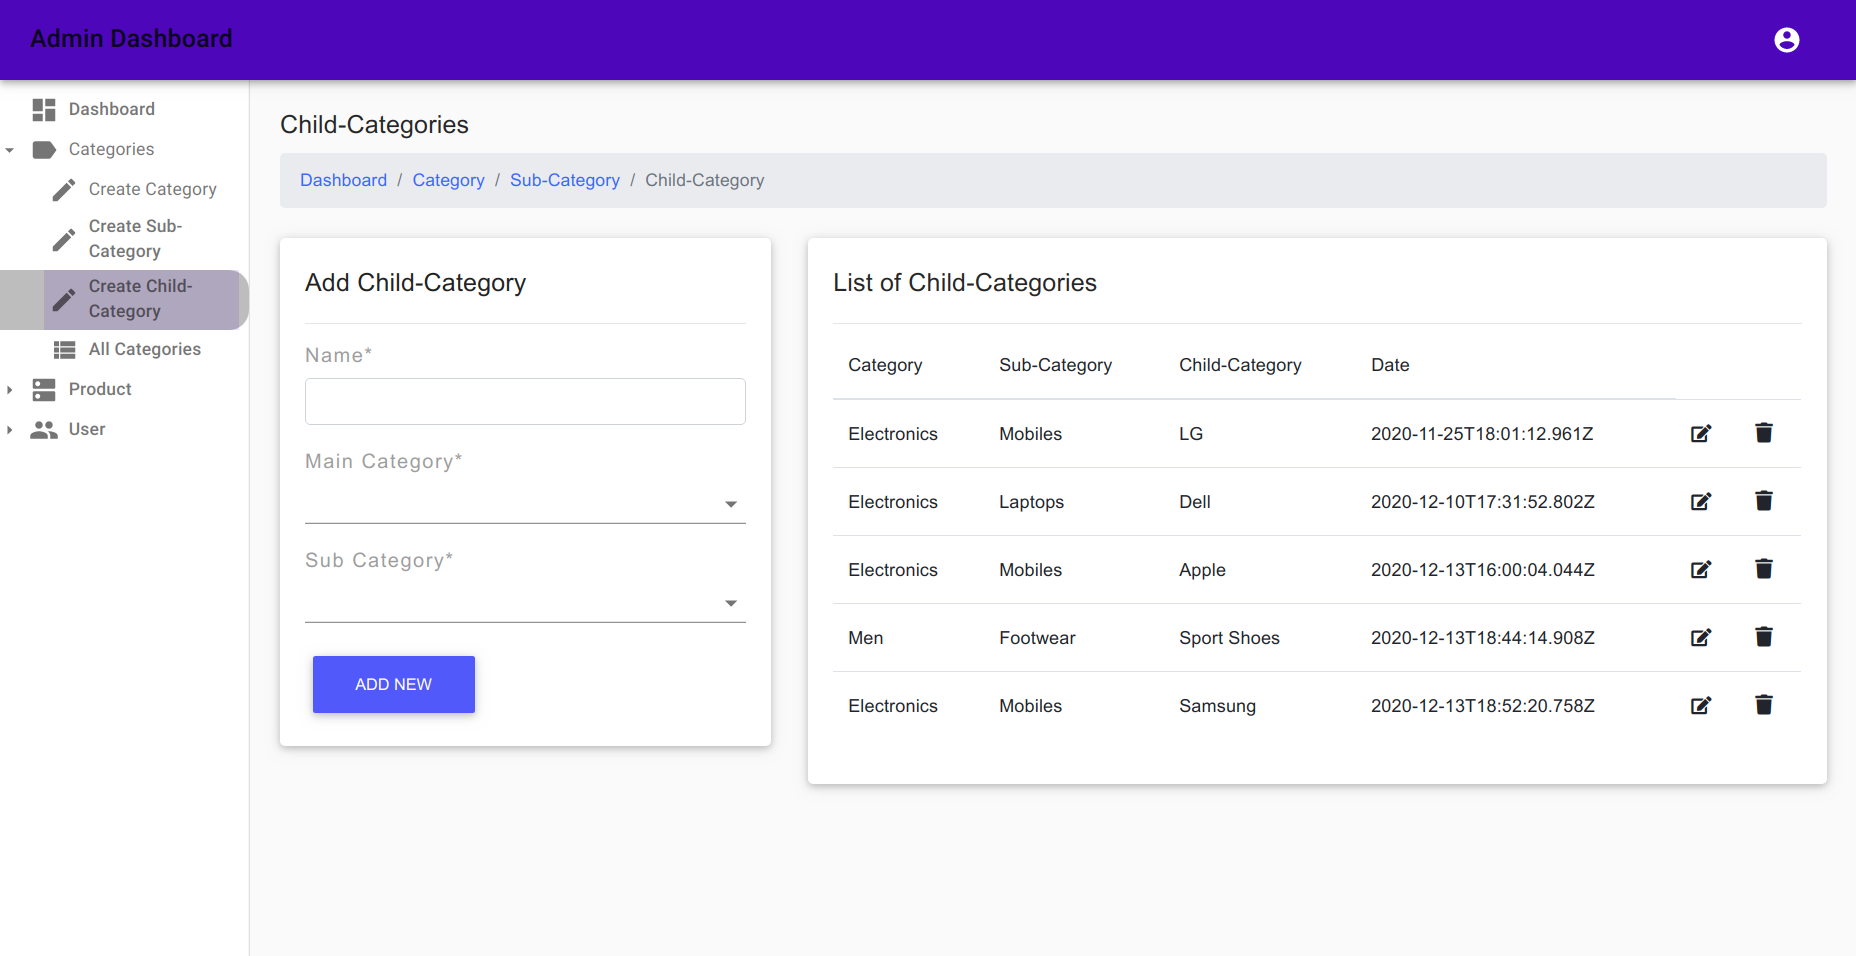 Admin Dashboard
Dashboard
Categories
Create Category
Create Sub-
Category
Create Child-
Category
All Categories
Product
User
Child-Categories
Dashboard / Category / Sub-Category / Child-Category
Add Child-Category
Name*
Main Category*
Sub Category*
ADD NEW
List of Child-Categories
Category Sub-Category Child-Category Date
Electronics Mobiles LG 2020-11-25T18:01:12.961Z
Electronics Laptops Dell 2020-12-10T17:31:52.802Z
Electronics Mobiles Apple 2020-12-13T16:00:04.044Z
Men Footwear Sport Shoes 2020-12-13T18:44:14.908Z
Electronics Mobiles Samsung 2020-12-13T18:52:20.758Z